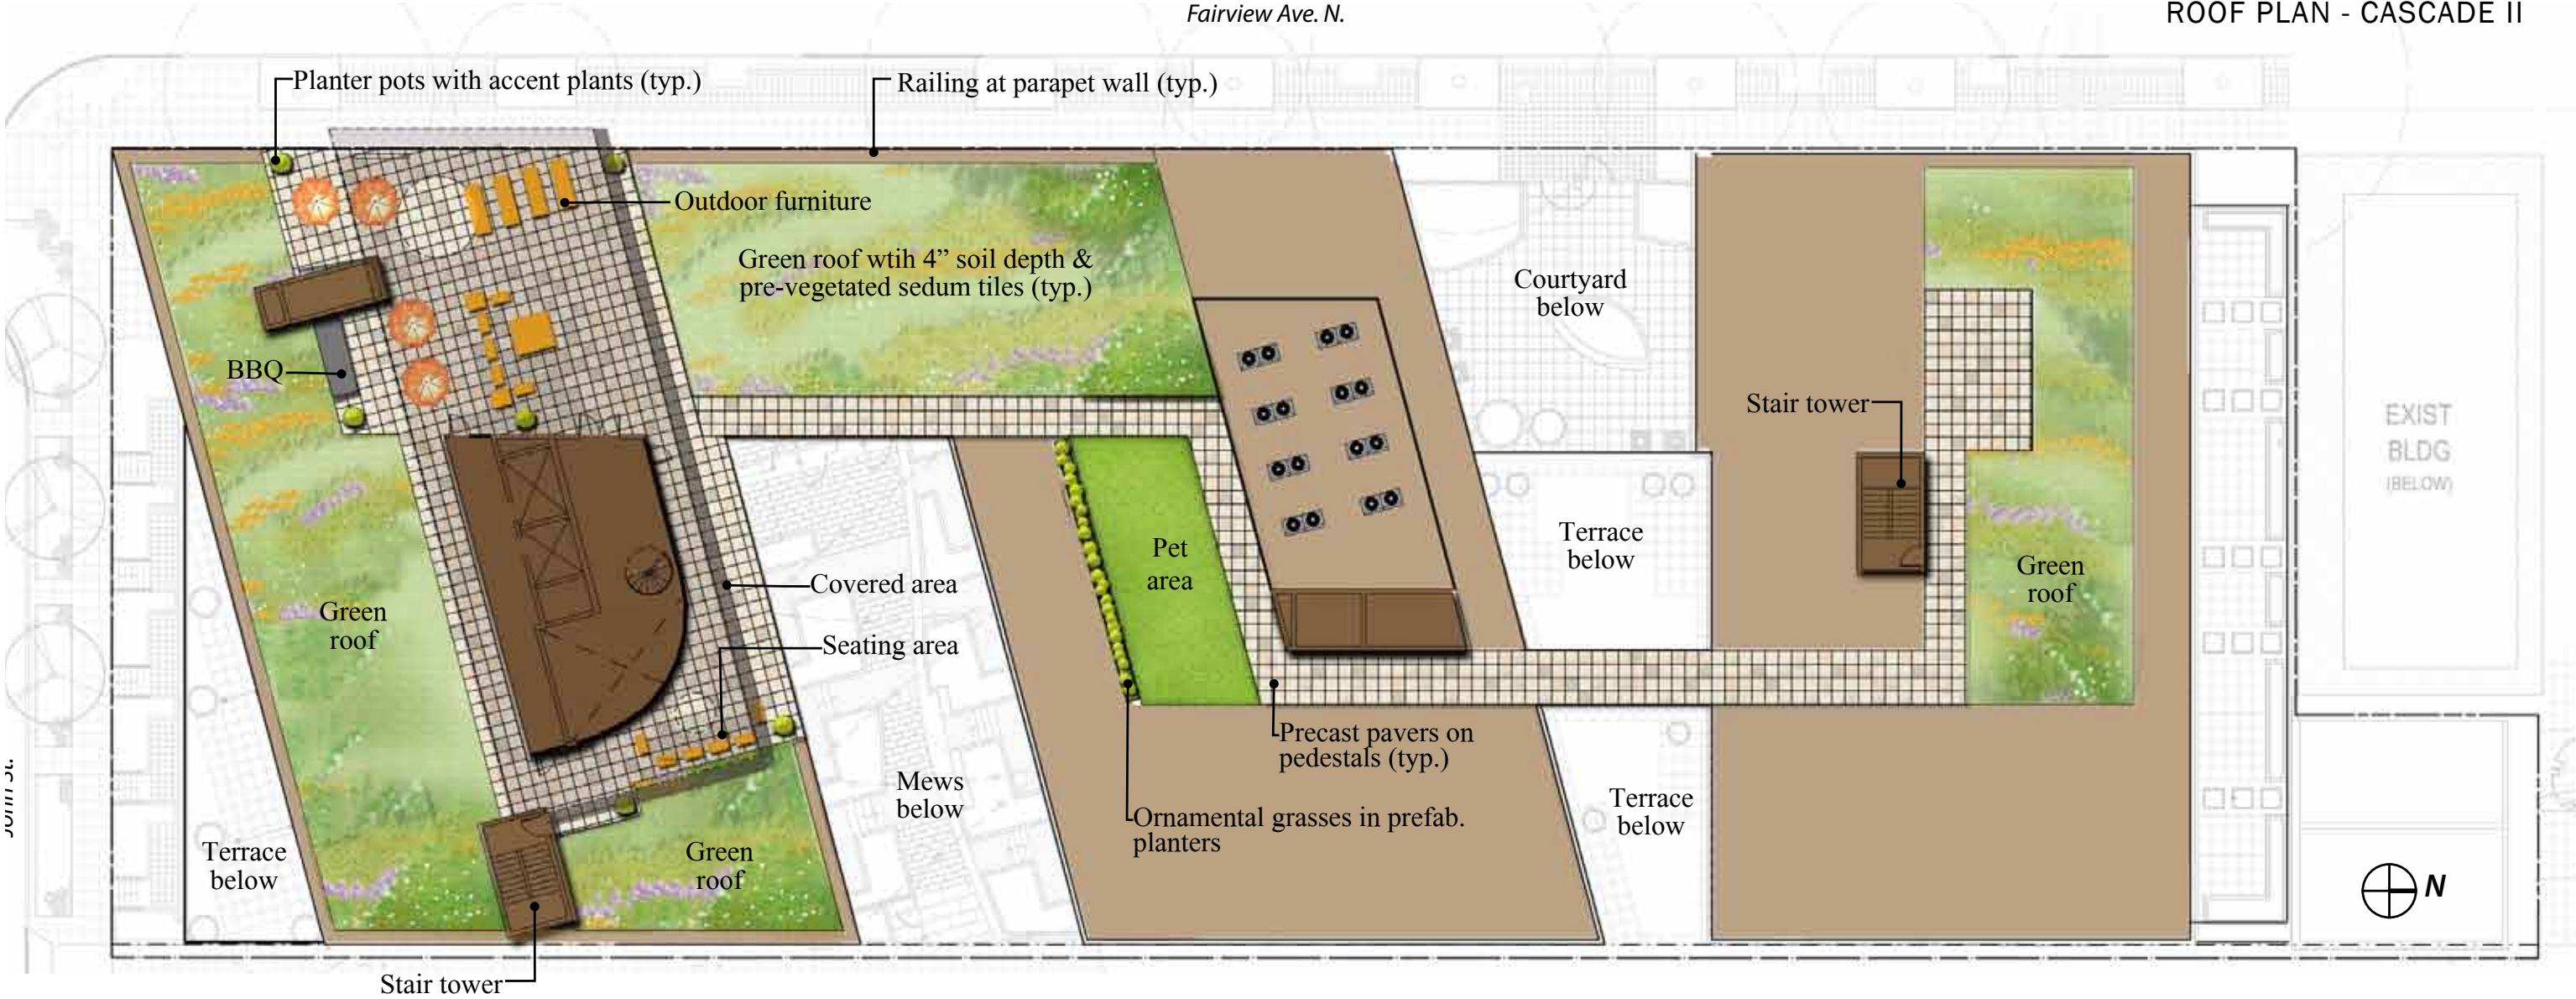 Fairview Ave. N.
ROOF PLAN - CASCADE II
Planter pots with accent plants (typ.)
Railing at parapet wall (typ.)
Outdoor furniture
Green roof wtih 4” soil depth &
pre-vegetated sedum tiles (typ.)
Courtyard
below
BBQ
Stair tower
EXIST
BLDG
(BELOW)
Pet
area
Terrace
below
Covered area
Green
roof
Green
roof
Seating area
Precast pavers on
pedestals (typ.)
Mews
below
Ornamental grasses in prefab.
planters
Terrace
below
Terrace
below
Green
roof
John St.
N
Stair tower